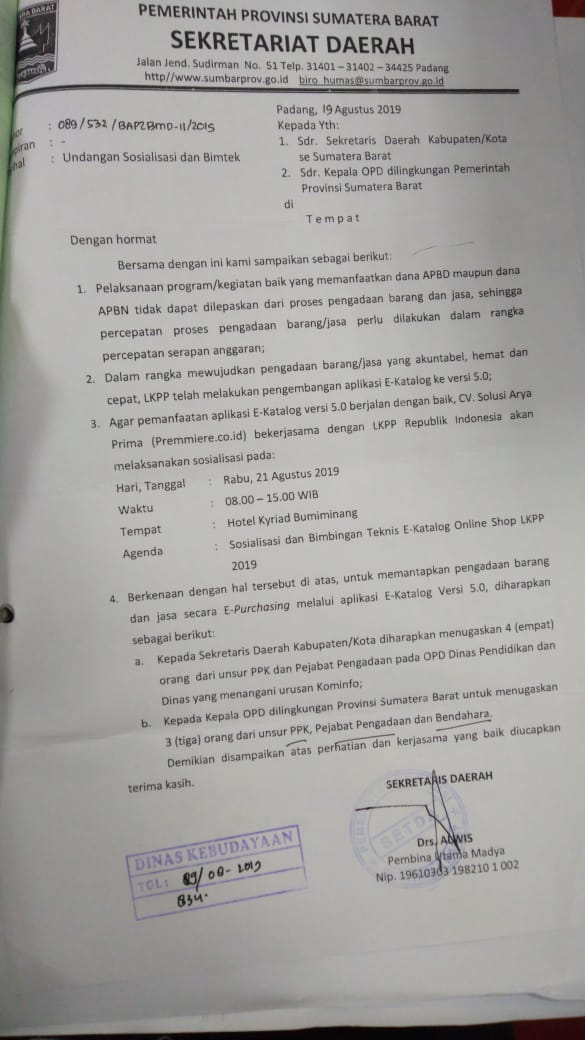 PEMERINTAH PROVINSI SUMATERA BARAT
SEKRETARIAT DAERAH
Jalan Jend. Sudirman No. 51 Telp. 31401 – 31402 – 34425 Padang
http//www.sumbarprov.go.id biro_humas@sumbarprov.go.id
Padang, 19 Agustus 2019
: 089/532/BAPZBMD-11/2019
Kepada Yth:
piran : -
hal : Undangan Sosialisasi dan Bimtek
1. Sdr. Sekretaris Daerah Kabupaten/Kota
se Sumatera Barat
2. Sdr. Kepala OPD dilingkungan Pemerintah
Provinsi Sumatera Barat
di
Tempat
Dengan hormat
Bersama dengan ini kami sampaikan sebagai berikut:
1. Pelaksanaan program/kegiatan baik yang memanfaatkan dana APBD maupun dana
APBN tidak dapat dilepaskan dari proses pengadaan barang dan jasa, sehingga
percepatan proses pengadaan barang/jasa perlu dilakukan dalam rangka
percepatan serapan anggaran;
2. Dalam rangka mewujudkan pengadaan barang/jasa yang akuntabel, hemat dan
cepat, LKPP telah melakukan pengembangan aplikasi E-Katalog ke versi 5.0;
3. Agar pemanfaatan aplikasi E-Katalog versi 5.0 berjalan dengan baik, CV. Solusi Arya
Prima (Premmiere.co.id) bekerjasama dengan LKPP Republik Indonesia akan
melaksanakan sosialisasi pada:
Hari, Tanggal : Rabu, 21 Agustus 2019
Waktu : 08.00 – 15.00 WIB
Tempat : Hotel Kyriad Bumiminang
Agenda : Sosialisasi dan Bimbingan Teknis E-Katalog Online Shop LKPP
2019
4. Berkenaan dengan hal tersebut di atas, untuk memantapkan pengadaan barang
dan jasa secara E-Purchasing melalui aplikasi E-Katalog Versi 5.0, diharapkan
sebagai berikut:
a. Kepada Sekretaris Daerah Kabupaten/Kota diharapkan menugaskan 4 (empat)
orang dari unsur PPK dan Pejabat Pengadaan pada OPD Dinas Pendidikan dan
Dinas yang menangani urusan Kominfo;
b. Kepada Kepala OPD dilingkungan Provinsi Sumatera Barat untuk menugaskan
3 (tiga) orang dari unsur PPK, Pejabat Pengadaan dan Bendahara.
Demikian disampaikan atas perhatian dan kerjasama yang baik diucapkan
terima kasih.
SEKRETARIS DAERAH
SETDA
Drs. ALWIS
Pembina Utama Madya
Nip. 19610303 198210 1 002
DINAS KEBUDAYAAN
TGL: 19/08-2019
834.